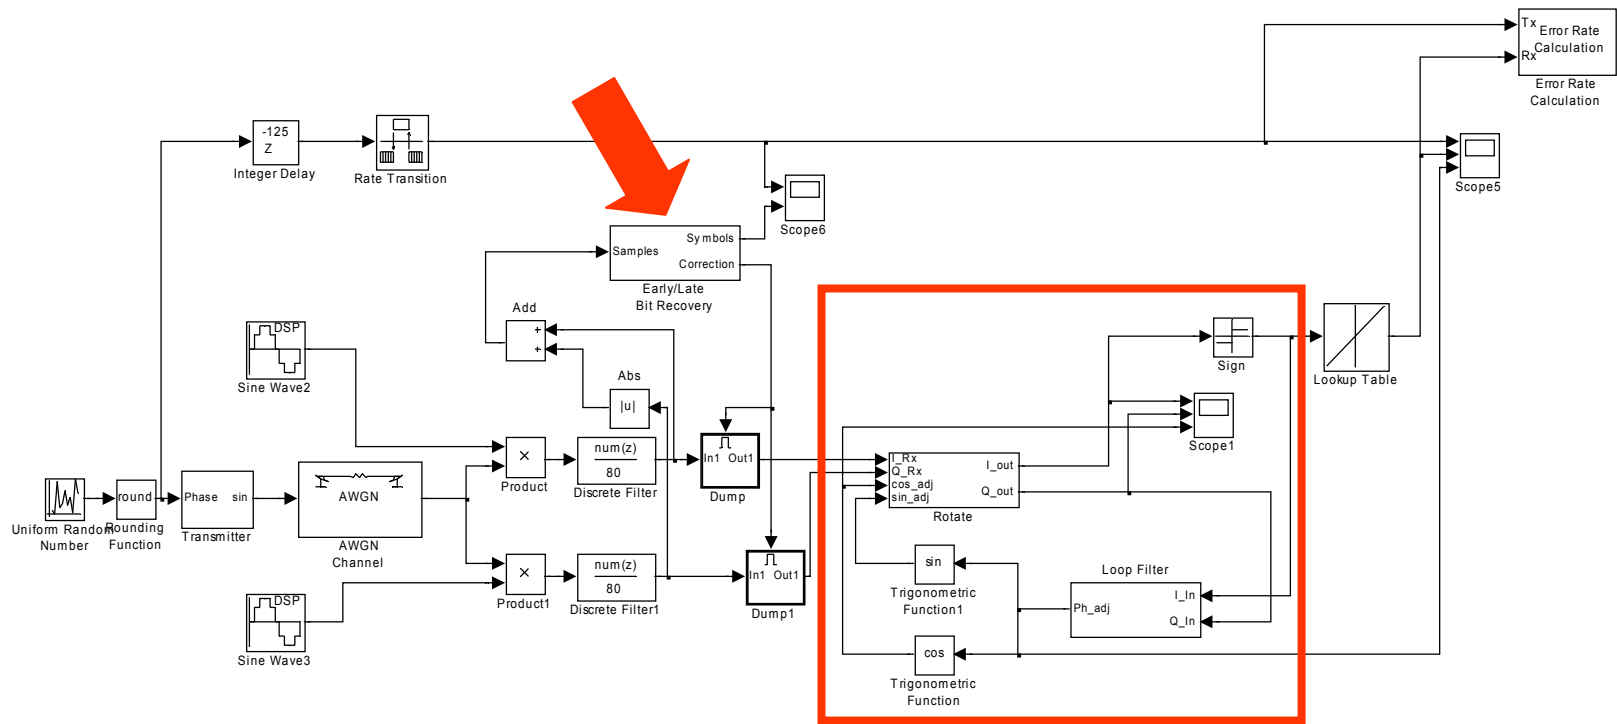 Tx
Error Rate
Calculation
Rx
Error Rate
Calculation
-125
Z
Integer Delay
Rate Transition
Scope5
Scope6
Symbols
Samples
Correction
Early/Late
Bit Recovery
Add
+
+
DSP
Sine Wave2
Abs
|u|
Sign
Lookup Table
Scope1
×
Product
num(z)
80
Discrete Filter
In1 Out1
Dump
I_Rx
Q_Rx
cos_adj
sin_adj
I_out
Q_out
Rotate
Uniform Random
Number
round
Rounding
Function
Phase sin
Transmitter
AWGN
AWGN
Channel
×
Product1
num(z)
80
Discrete Filter1
In1 Out1
Dump1
sin
Trigonometric
Function1
Loop Filter
I_In
Ph_adj
Q_In
DSP
Sine Wave3
cos
Trigonometric
Function